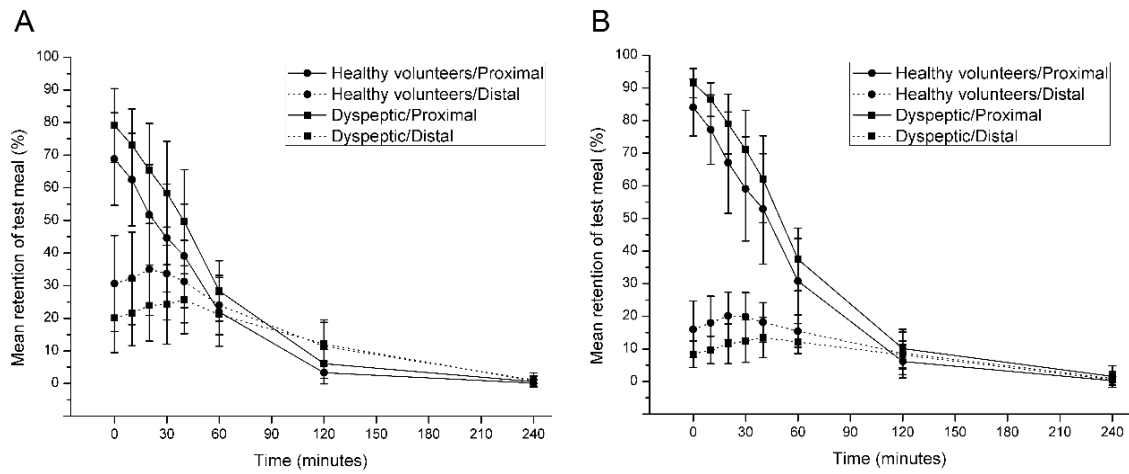 A
Mean retention of test meal (%)
100
90
80
70
60
50
40
30
20
10
0
Healthy volunteers/Proximal
Healthy volunteers/Distal
Dyspeptic/Proximal
Dyspeptic/Distal
0 30 60 90 120 150 180 210 240
Time (minutes)
B
Mean retention of test meal (%)
100
90
80
70
60
50
40
30
20
10
0
Healthy volunteers/Proximal
Healthy volunteers/Distal
Dyspeptic/Proximal
Dyspeptic/Distal
0 30 60 90 120 150 180 210 240
Time (minutes)